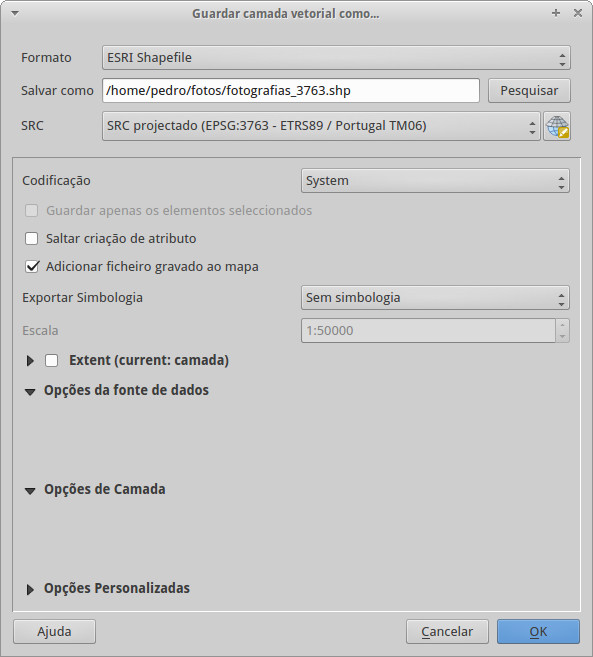 Guardar camada vetorial como...
Formato ESRI Shapefile
Salvar como /home/pedro/fotos/fotografias_3763.shp Pesquisar
SRC SRC projectado (EPSG:3763 - ETRS89 / Portugal TM06)
Codificação System
Guardar apenas os elementos seleccionados
Saltar criação de atributo
Adicionar ficheiro gravado ao mapa
Exportar Simbologia Sem simbologia
Escala 1:50000
Extent (current: camada)
Opções da fonte de dados
Opções de Camada
Opções Personalizadas
Ajuda Cancelar OK